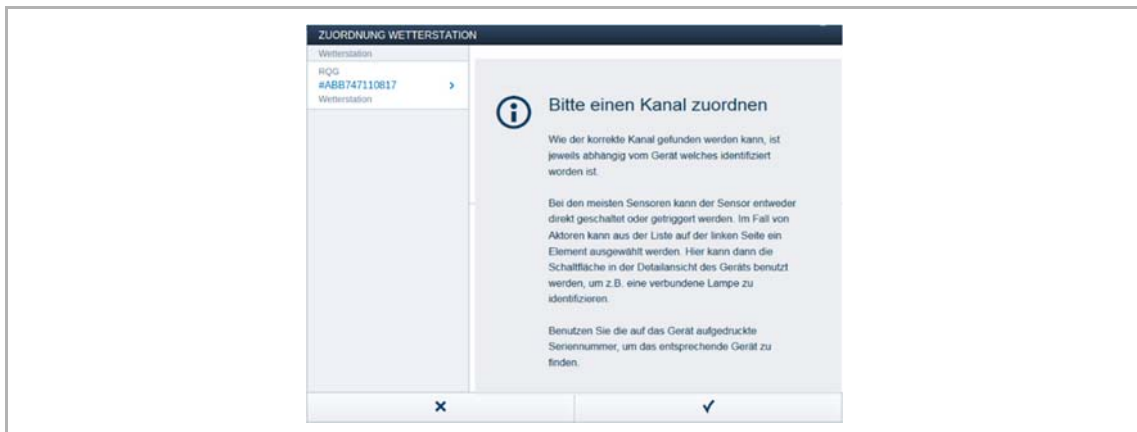 ZUORDNUNG WETTERSTATION
Wetterstation
RQG
#ABB747110817
Wetterstation
Bitte einen Kanal zuordnen
Wie der korrekte Kanal gefunden werden kann, ist
jeweils abhängig vom Gerät welches identifiziert
worden ist.
Bei den meisten Sensoren kann der Sensor entweder
direkt geschaltet oder getriggert werden. Im Fall von
Aktoren kann aus der Liste auf der linken Seite ein
Element ausgewählt werden. Hier kann dann die
Schaltfläche in der Detailansicht des Geräts benutzt
werden, um z.B. eine verbundene Lampe zu
identifizieren.
Benutzen Sie die auf das Gerät aufgedruckte
Seriennummer, um das entsprechende Gerät zu
finden.